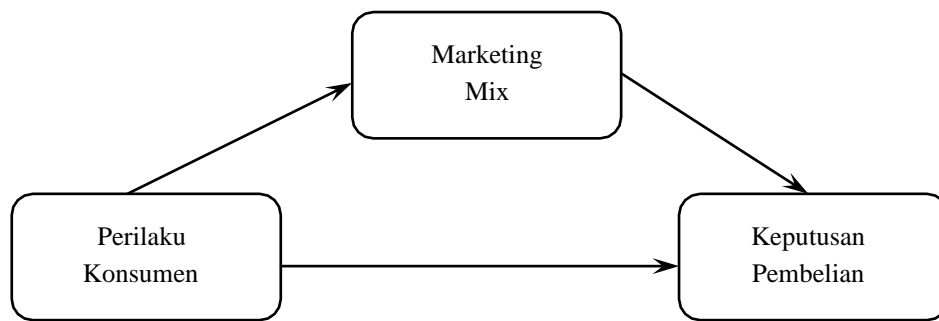 Marketing
Mix
Perilaku
Konsumen
Keputusan
Pembelian